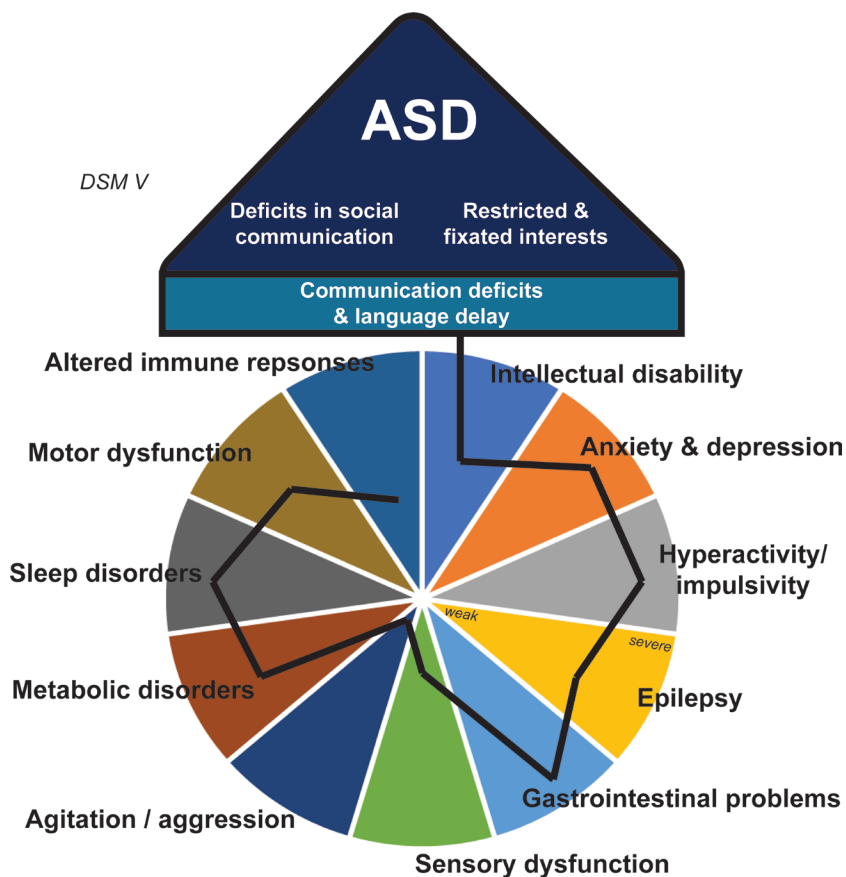 ASD
DSM V
Deficits in social
communication
Restricted &
fixated interests
Communication deficits
& language delay
Altered immune repsonses
Intellectual disability
Motor dysfunction
Anxiety & depression
Sleep disorders
Hyperactivity/
impulsivity
weak
severe
Metabolic disorders
Epilepsy
Agitation / aggression
Gastrointestinal problems
Sensory dysfunction